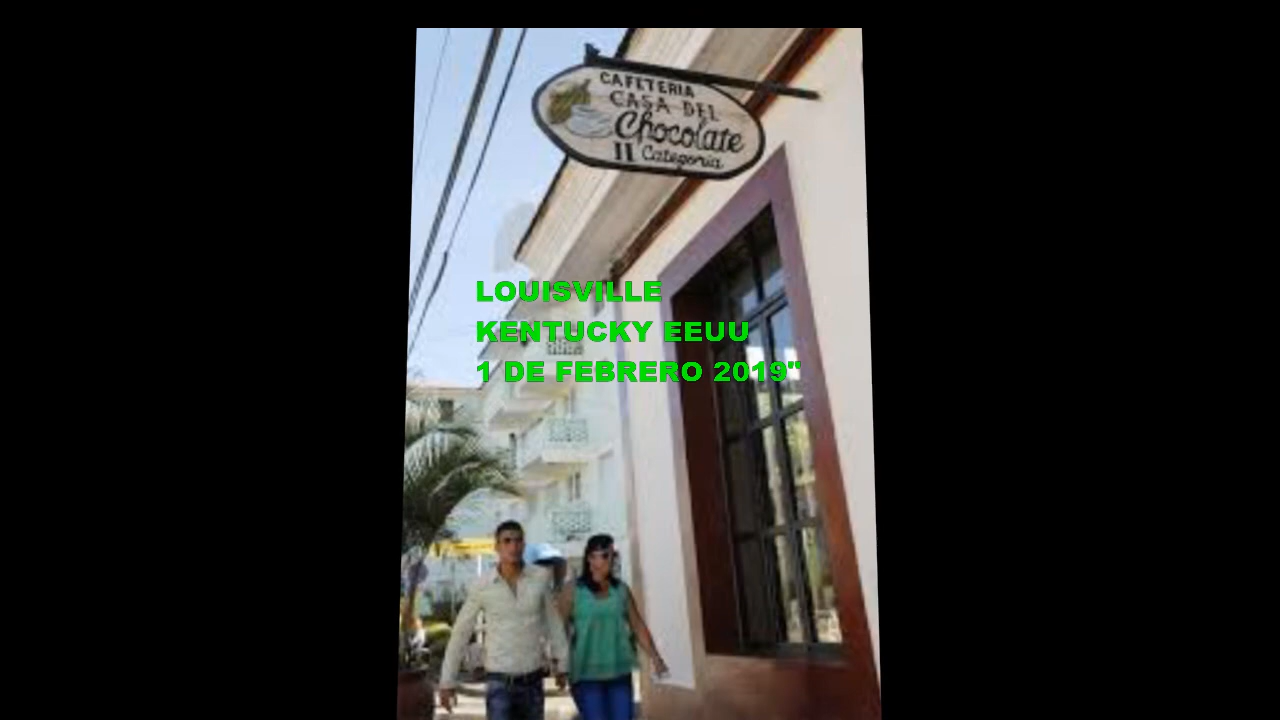 CAFETERIA
CASA DEL
Chocolate
II Categoria
LOUISVILLE
KENTUCKY EEUU
1 DE FEBRERO 2019"